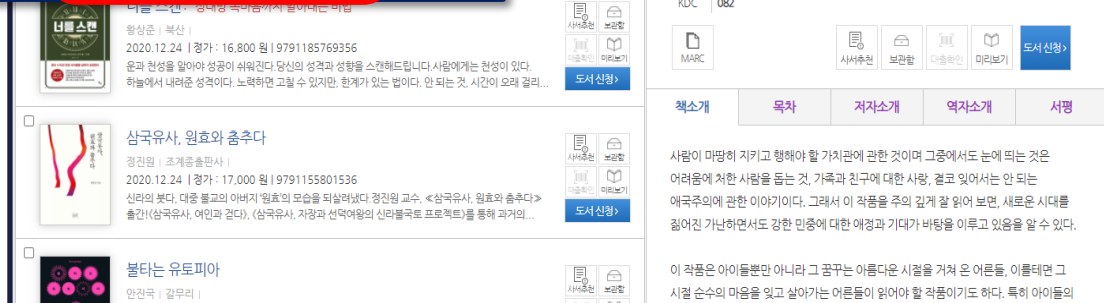 너를 스캔 : 상대방 속마음까지 알아내는 비법
황상준 | 북산 |
2020.12.24 | 정가 : 16,800 원 | 9791185769356
운과 천성을 알아야 성공이 쉬워진다.당신의 성격과 성향을 스캔해드립니다.사람에게는 천성이 있다.
하늘에서 내려준 성격이다. 노력하면 고칠 수 있지만, 한계가 있는 법이다. 안 되는 것, 시간이 오래 걸리...
너를 스캔
사서추천 보관함
대출확인 미리보기
도서 신청>
삼국유사, 원효와 춤추다
정진원 | 조계종출판사 |
2020.12.24 | 정가 : 17,000 원 | 9791155801536
신라의 붓다, 대중 불교의 아버지 '원효'의 모습을 되살려냈다.정진원 교수, ≪삼국유사, 원효와 춤추다≫
출간!《삼국유사, 여인과 걷다》, 《삼국유사, 자장과 선덕여왕의 신라불국토 프로젝트》를 통해 과거의...
삼국유사,
원효와 춤추다
사서추천 보관함
대출확인 미리보기
도서 신청>
불타는 유토피아
안진국 | 갈무리 |
사서추천 보관함
KDC 082
MARC
사서추천 보관함 대출확인 미리보기 도서 신청>
책소개 목차 저자소개 역자소개 서평
사람이 마땅히 지키고 행해야 할 가치관에 관한 것이며 그중에서도 눈에 띄는 것은
어려움에 처한 사람을 돕는 것, 가족과 친구에 대한 사랑, 결코 잊어서는 안 되는
애국주의에 관한 이야기이다. 그래서 이 작품을 주의 깊게 잘 읽어 보면, 새로운 시대를
짊어진 가난하면서도 강한 민중에 대한 애정과 기대가 바탕을 이루고 있음을 알 수 있다.
이 작품은 아이들뿐만 아니라 그 꿈꾸는 아름다운 시절을 거쳐 온 어른들, 이를테면 그
시절 순수의 마음을 잊고 살아가는 어른들이 읽어야 할 작품이기도 하다. 특히 아이들의